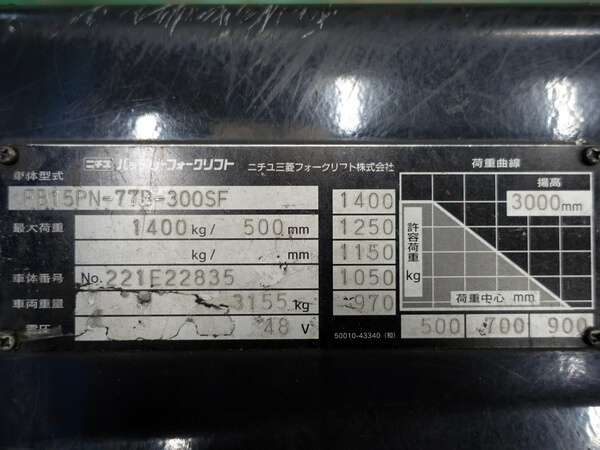 ニチユ バッテリーフォークリフト ニチユ三菱フォークリフト株式会社
車体型式 FB15PN-77B-300SF
最大荷重 1400 kg/ 500 mm
kg/ mm
車体番号 No. 221E22835
車両重量 3155 kg
電圧 48 V
1400
1250
1150
1050
970
50010-43340 (和)
荷重曲線
揚高
3000 mm
許容荷重 kg
荷重中心 mm
500 700 900